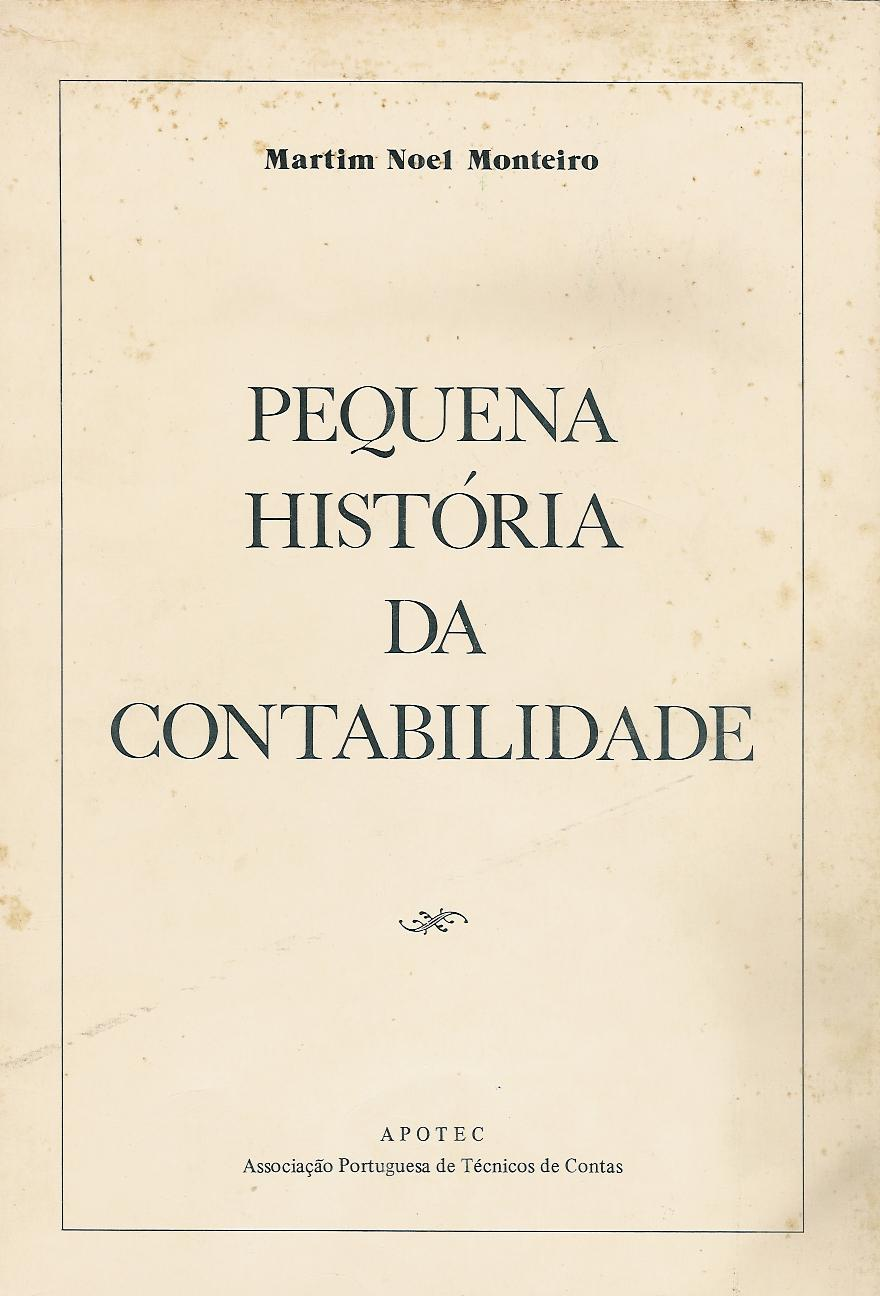 Martim Noel Monteiro
PEQUENA
HISTÓRIA
DA
CONTABILIDADE
APOTEC
Associação Portuguesa de Técnicos de Contas